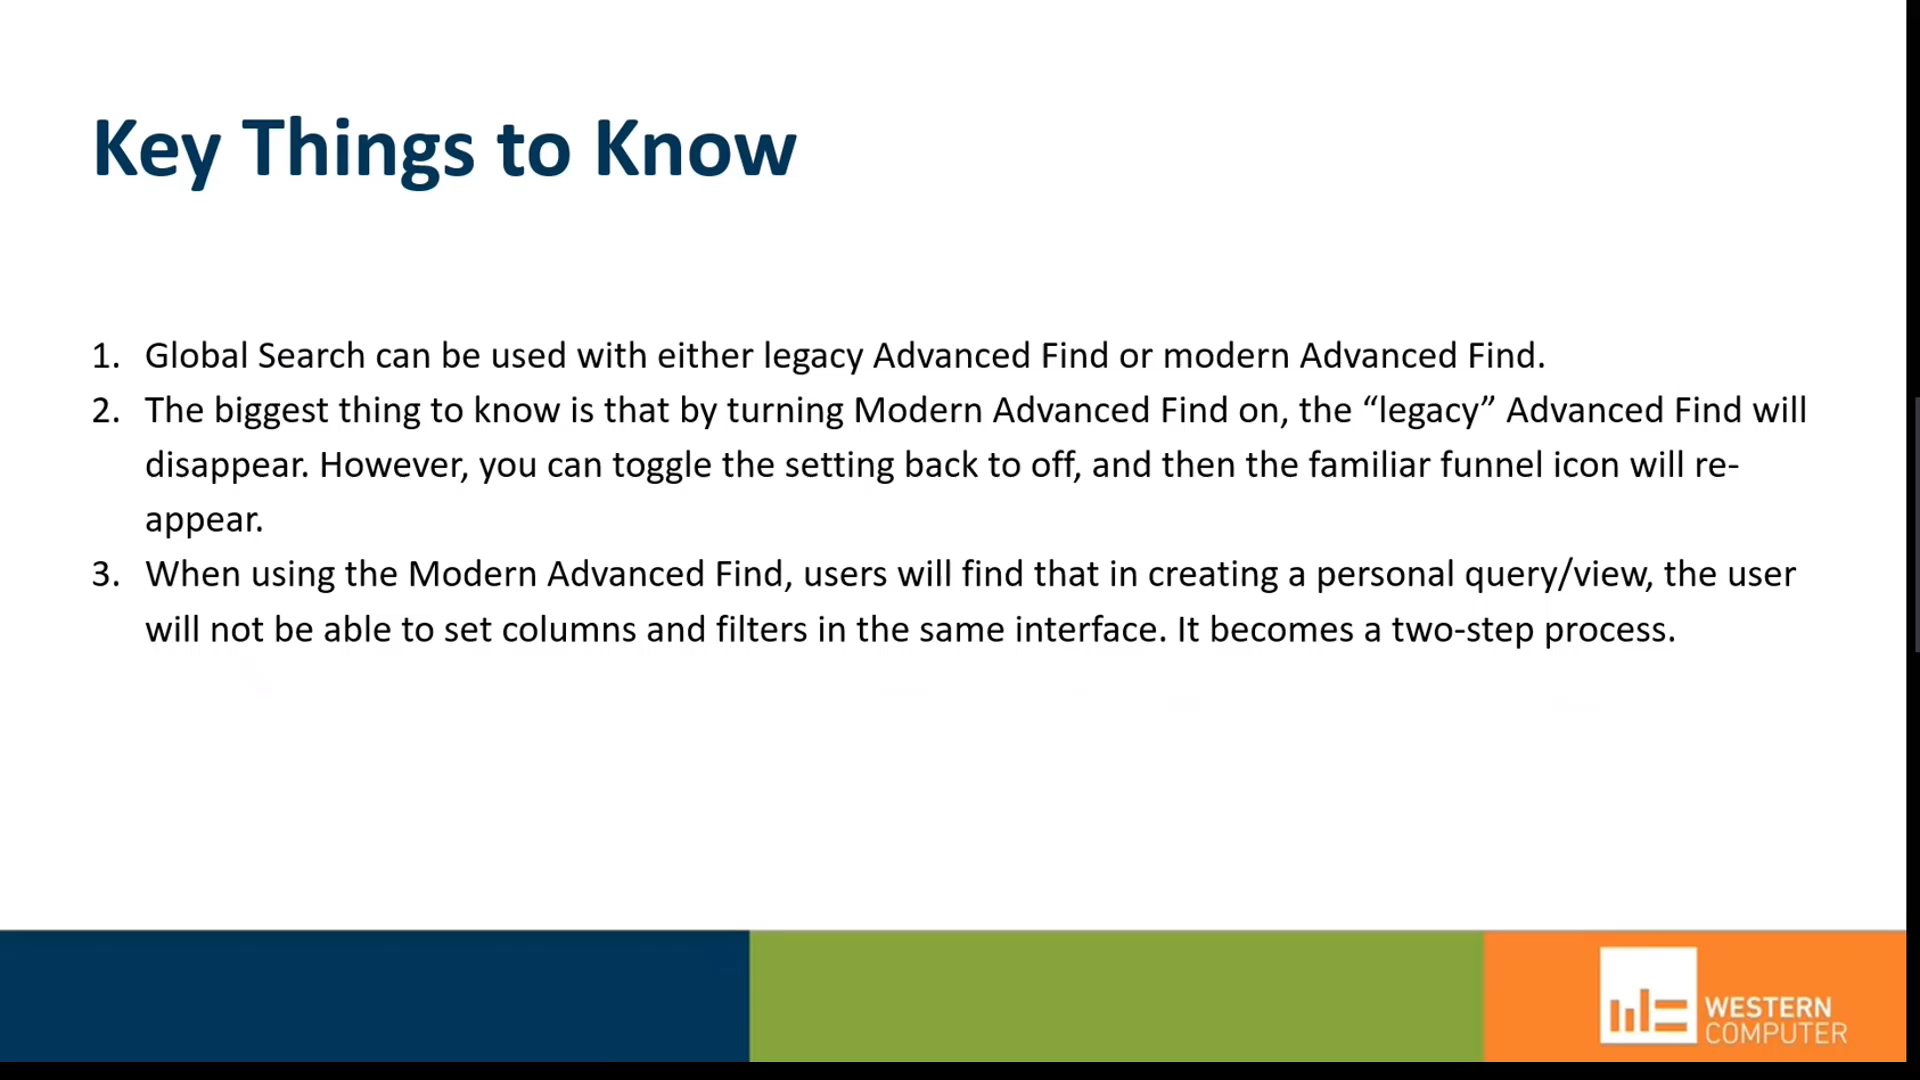 Key Things to Know
1. Global Search can be used with either legacy Advanced Find or modern Advanced Find.
2. The biggest thing to know is that by turning Modern Advanced Find on, the “legacy” Advanced Find will
disappear. However, you can toggle the setting back to off, and then the familiar funnel icon will re-
appear.
3. When using the Modern Advanced Find, users will find that in creating a personal query/view, the user
will not be able to set columns and filters in the same interface. It becomes a two-step process.
WESTERN
COMPUTER